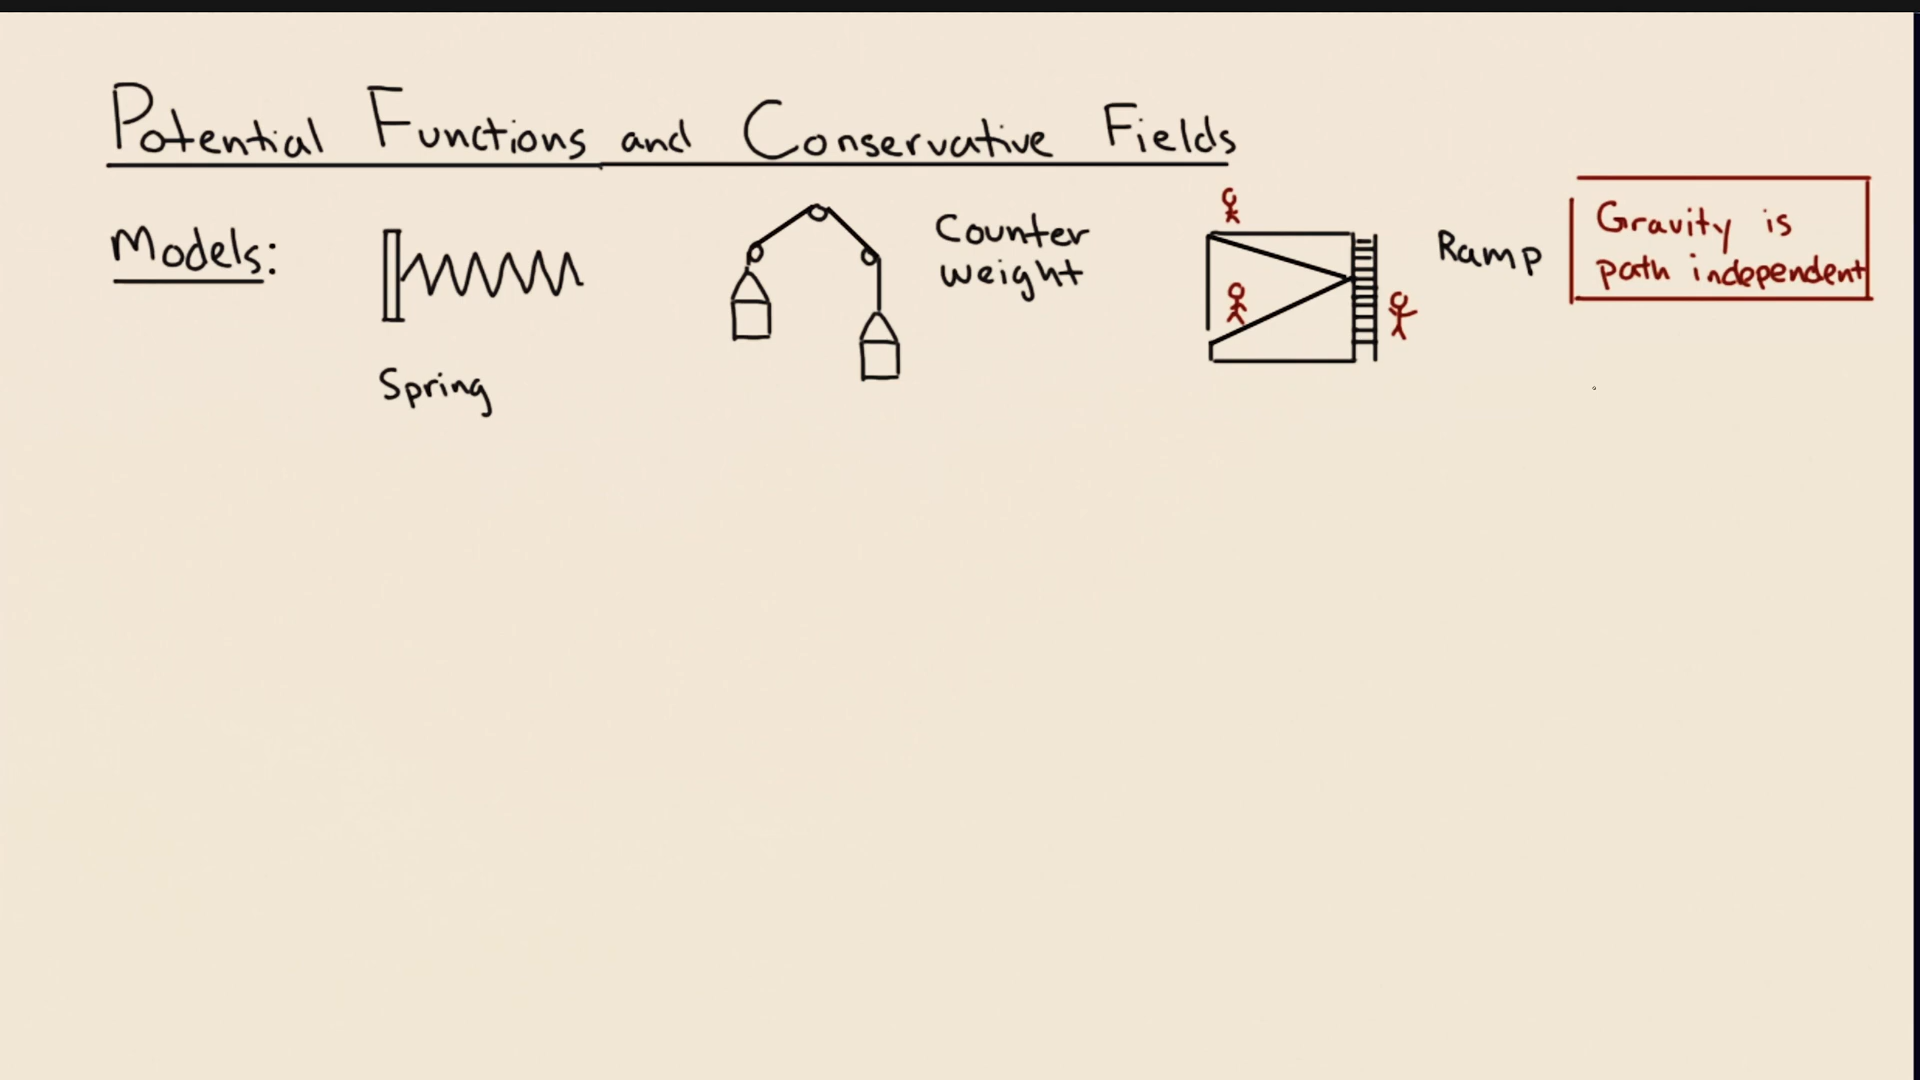 Potential Functions and Conservative Fields
Models:
Spring
Counter
weight
Ramp
Gravity is
path independent